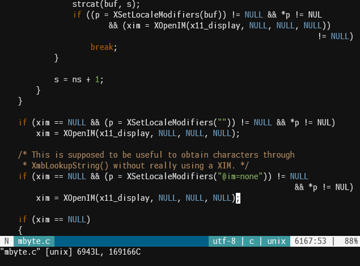 strcat(buf, s);
if ((p = XSetLocaleModifiers(buf)) != NULL && *p != NUL
&& (xim = XOpenIM(x11_display, NULL, NULL, NULL))
!= NULL)
break;
}
s = ns + 1;
}
}
if (xim == NULL && (p = XSetLocaleModifiers("")) != NULL && *p != NUL)
xim = XOpenIM(x11_display, NULL, NULL, NULL);
/* This is supposed to be useful to obtain characters through
* XmbLookupString() without really using a XIM. */
if (xim == NULL && (p = XSetLocaleModifiers("@im=none")) != NULL
&& *p != NUL)
xim = XOpenIM(x11_display, NULL, NULL, NULL);
if (xim == NULL)
{
N mbyte.c utf-8 | c | unix 6167:53 | 88%
"mbyte.c" [unix] 6943L, 169166C